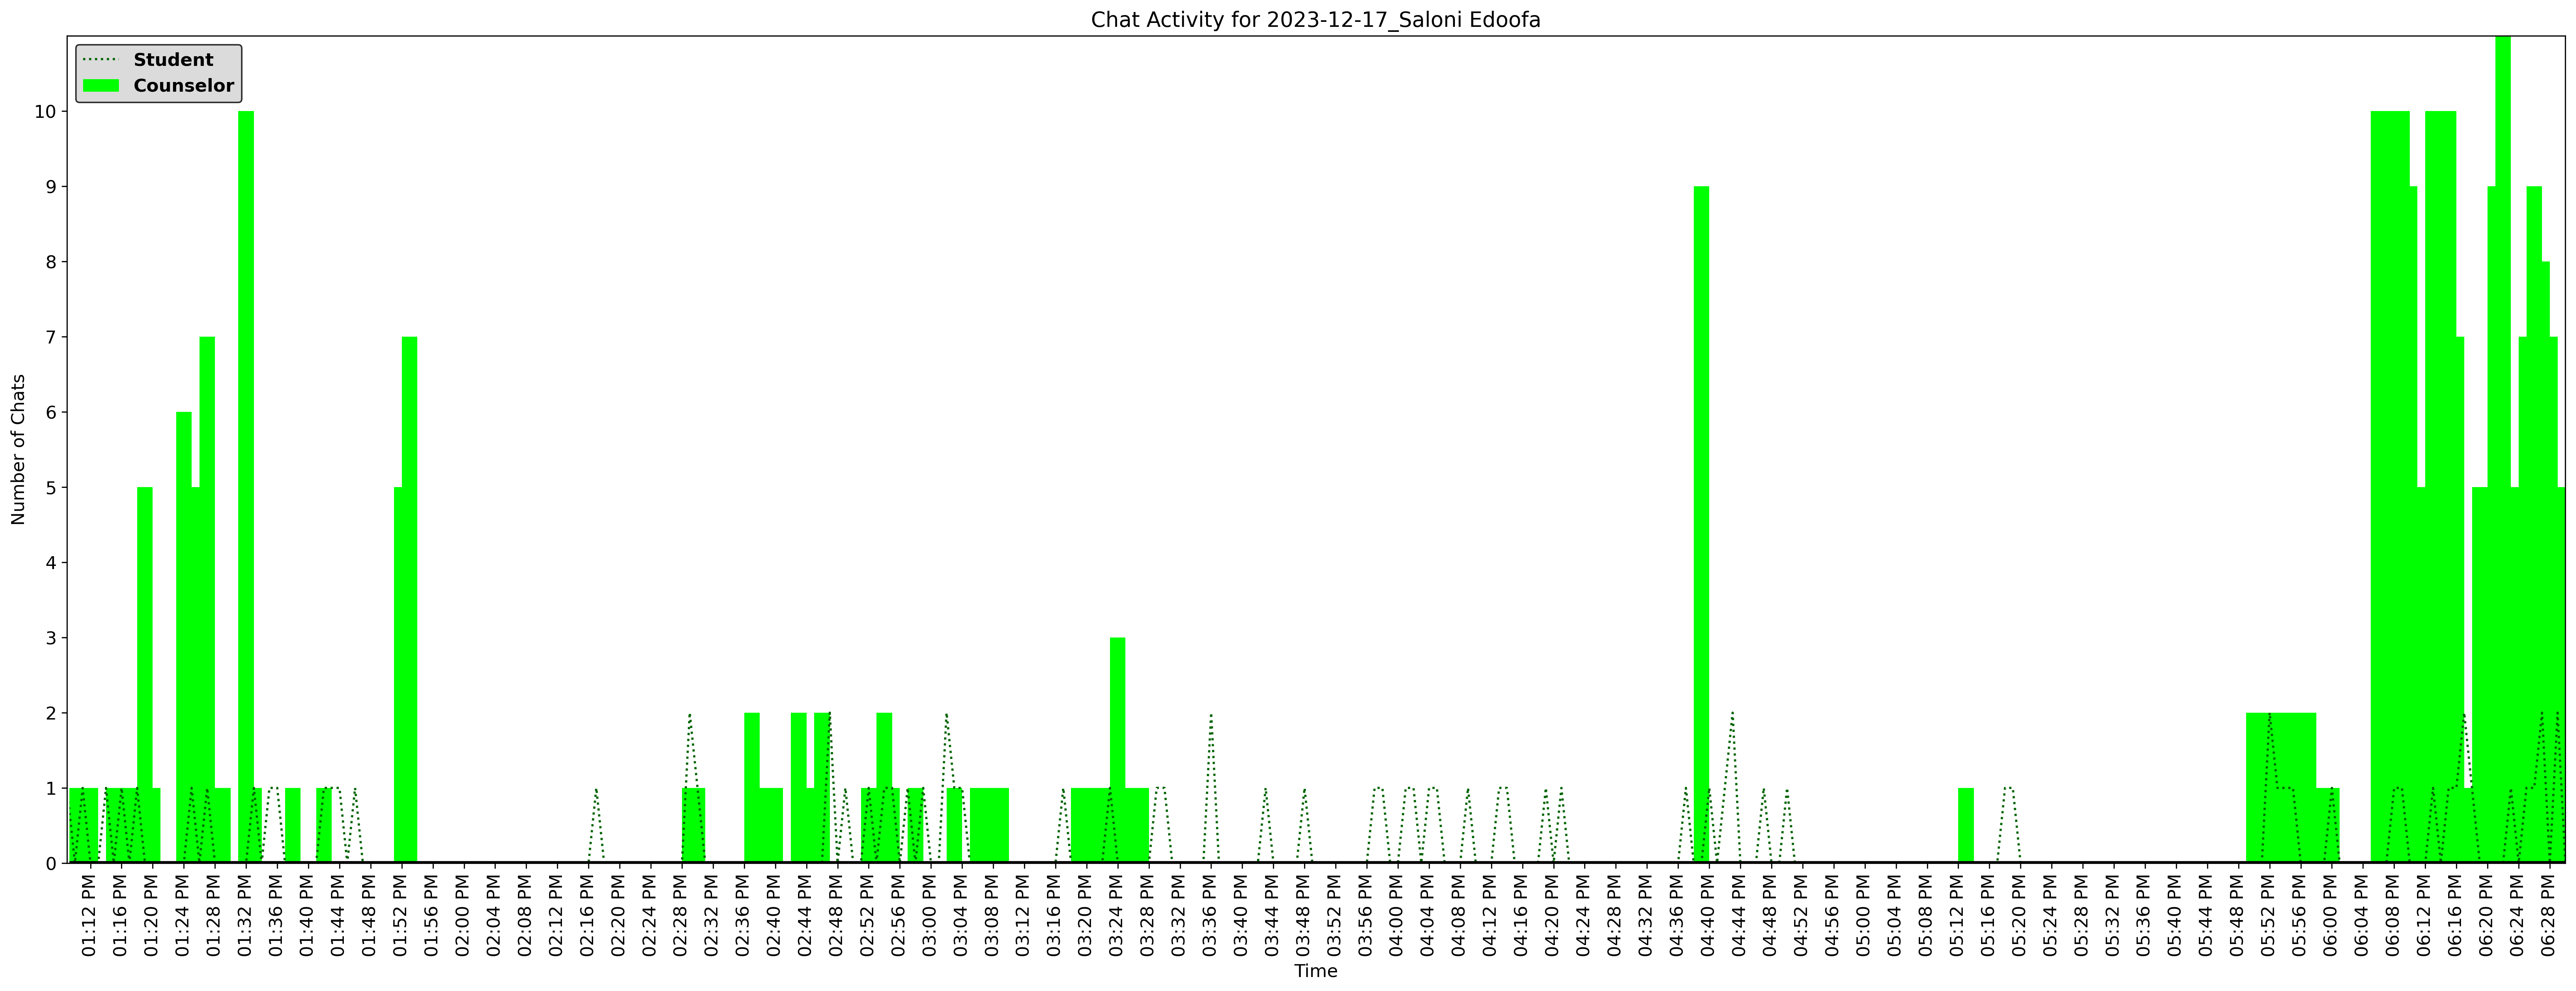 Chat Activity for 2023-12-17_Saloni Edoofa
Student
Counselor
Number of Chats
10
9
8
7
6
5
4
3
2
1
0
01:12 PM
01:16 PM
01:20 PM
01:24 PM
01:28 PM
01:32 PM
01:36 PM
01:40 PM
01:44 PM
01:48 PM
01:52 PM
01:56 PM
02:00 PM
02:04 PM
02:08 PM
02:12 PM
02:16 PM
02:20 PM
02:24 PM
02:28 PM
02:32 PM
02:36 PM
02:40 PM
02:44 PM
02:48 PM
02:52 PM
02:56 PM
03:00 PM
03:04 PM
03:08 PM
03:12 PM
03:16 PM
03:20 PM
03:24 PM
03:28 PM
03:32 PM
03:36 PM
03:40 PM
03:44 PM
03:48 PM
03:52 PM
03:56 PM
04:00 PM
04:04 PM
04:08 PM
04:12 PM
04:16 PM
04:20 PM
04:24 PM
04:28 PM
04:32 PM
04:36 PM
04:40 PM
04:44 PM
04:48 PM
04:52 PM
04:56 PM
05:00 PM
05:04 PM
05:08 PM
05:12 PM
05:16 PM
05:20 PM
05:24 PM
05:28 PM
05:32 PM
05:36 PM
05:40 PM
05:44 PM
05:48 PM
05:52 PM
05:56 PM
06:00 PM
06:04 PM
06:08 PM
06:12 PM
06:16 PM
06:20 PM
06:24 PM
06:28 PM
Time